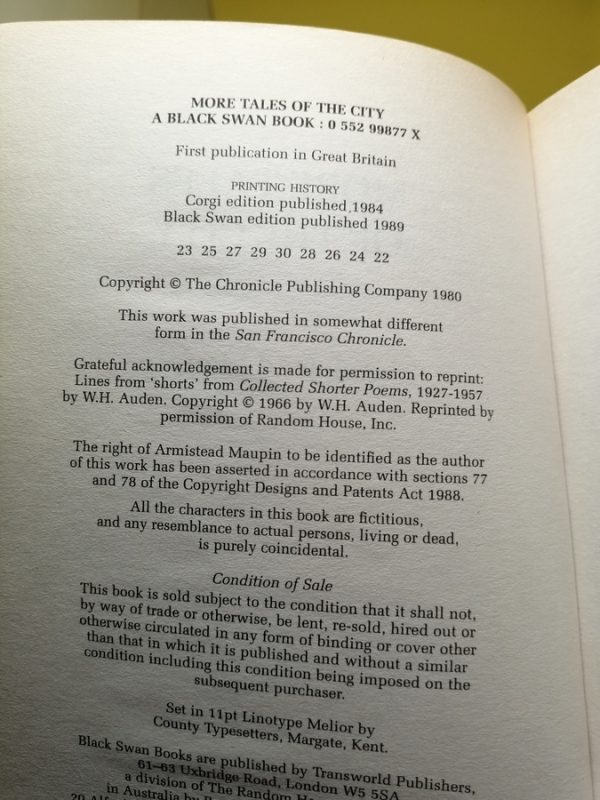 MORE TALES OF THE CITY
A BLACK SWAN BOOK : 0 552 99877 X
First publication in Great Britain
PRINTING HISTORY
Corgi edition published 1984
Black Swan edition published 1989
23 25 27 29 30 28 26 24 22
Copyright © The Chronicle Publishing Company 1980
This work was published in somewhat different
form in the San Francisco Chronicle.
Grateful acknowledgement is made for permission to reprint:
Lines from ‘shorts’ from Collected Shorter Poems, 1927-1957
by W.H. Auden. Copyright © 1966 by W.H. Auden. Reprinted by
permission of Random House, Inc.
The right of Armistead Maupin to be identified as the author
of this work has been asserted in accordance with sections 77
and 78 of the Copyright Designs and Patents Act 1988.
All the characters in this book are fictitious,
and any resemblance to actual persons, living or dead,
is purely coincidental.
Condition of Sale
This book is sold subject to the condition that it shall not,
by way of trade or otherwise, be lent, re-sold, hired out or
otherwise circulated in any form of binding or cover other
than that in which it is published and without a similar
condition including this condition being imposed on the
subsequent purchaser.
Set in 11pt Linotype Melior by
County Typesetters, Margate, Kent.
Black Swan Books are published by Transworld Publishers,
61–63 Uxbridge Road, London W5 5SA,
a division of The Random
in Australia by
20